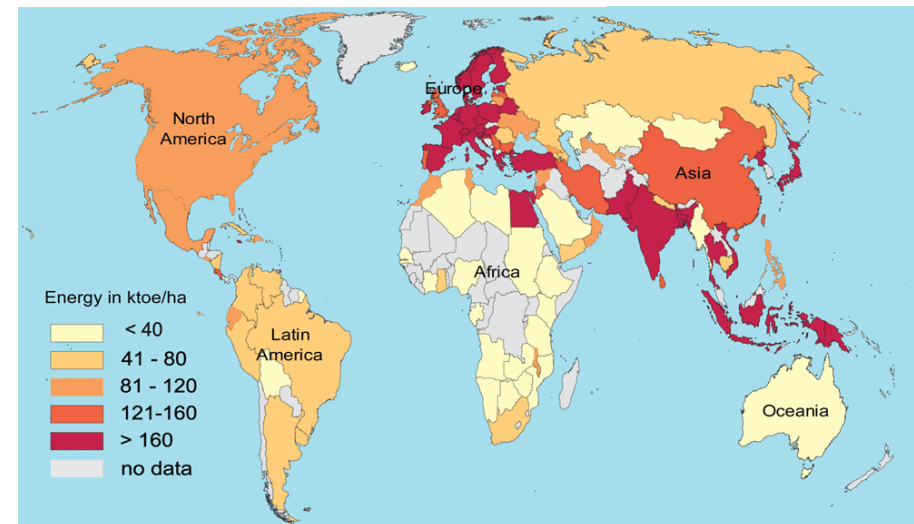 Europe
North
America
Asia
Africa
Energy in ktoe/ha
< 40
41 - 80
81 - 120
121-160
> 160
no data
Latin
America
Oceania